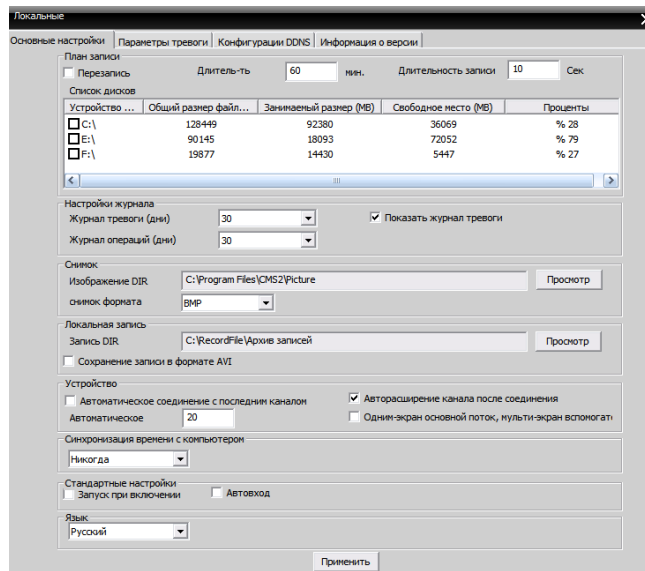 Локальные
Основные настройки Параметры тревоги Конфигурации DDNS Информация о версии
План записи
Перезапись Длитель-ть 60 мин. Длительность записи 10 Сек
Список дисков
Устройство ... Общий размер файл... Занимаемый размер (MB) Свободное место (MB) Проценты
C:\ 128449 92380 36069 % 28
E:\ 90145 18093 72052 % 79
F:\ 19877 14430 5447 % 27
Настройки журнала
Журнал тревоги (дни) 30 Показать журнал тревоги
Журнал операций (дни) 30
Снимок
Изображение DIR C:\Program Files\CMS2\Picture Просмотр
снимок формата BMP
Локальная запись
Запись DIR C:\RecordFile\Архив записей Просмотр
Сохранение записи в формате AVI
Устройство
Автоматическое соединение с последним каналом Авторасширение канала после соединения
Автоматическое 20 Одним-экран основной поток, мульти-экран вспомогате
Синхронизация времени с компьютером
Никогда
Стандартные настройки
Запуск при включении Автовход
Язык
Русский
Применить